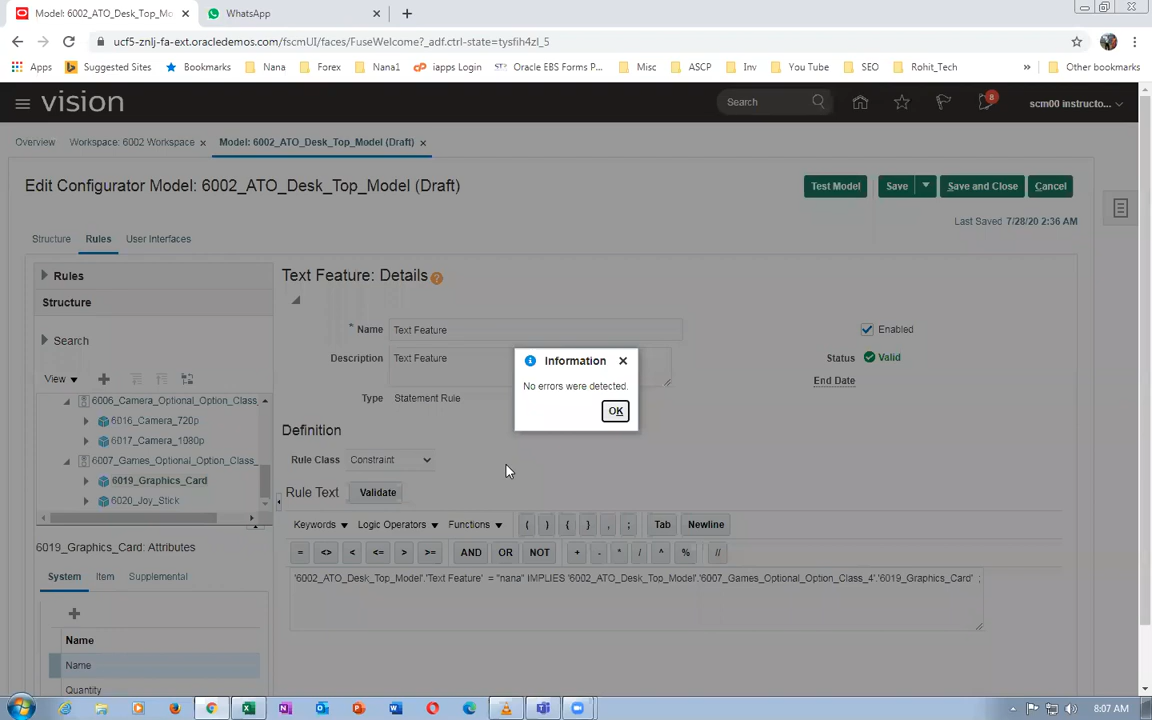 Model: 6002_ATO_Desk_Top_Mo
WhatsApp
ucf5-znlj-fa-ext.oracledemos.com/fscmUI/faces/FuseWelcome?_adf.ctrl-state=tysfih4zl_5
Apps
Suggested Sites
Bookmarks
Nana
Forex
Nana1
iapps Login
Oracle EBS Forms P...
Misc
ASCP
Inv
You Tube
SEO
Rohit_Tech
»
Other bookmarks
vision
Search
8
scm00 instructo...
Overview
Workspace: 6002 Workspace
Model: 6002_ATO_Desk_Top_Model (Draft)
Edit Configurator Model: 6002_ATO_Desk_Top_Model (Draft)
Test Model
Save
Save and Close
Cancel
Last Saved 7/28/20 2:36 AM
Structure
Rules
User Interfaces
Rules
Structure
Search
View
6006_Camera_Optional_Option_Class_
6016_Camera_720p
6017_Camera_1080p
6007_Games_Optional_Option_Class_
6019_Graphics_Card
6020_Joy_Stick
6019_Graphics_Card: Attributes
System
Item
Supplemental
Name
Name
Quantity
Text Feature: Details
* Name Text Feature
Enabled
Description Text Feature
Status Valid
End Date
Type Statement Rule
Information
No errors were detected.
OK
Definition
Rule Class Constraint
Rule Text Validate
Keywords Logic Operators Functions ( ) { } , ; Tab Newline
= <> < <= > >= AND OR NOT + - * / ^ % //
'6002_ATO_Desk_Top_Model'.'Text Feature' = "nana" IMPLIES '6002_ATO_Desk_Top_Model'.'6007_Games_Optional_Option_Class_4'.'6019_Graphics_Card' ;
8:07 AM